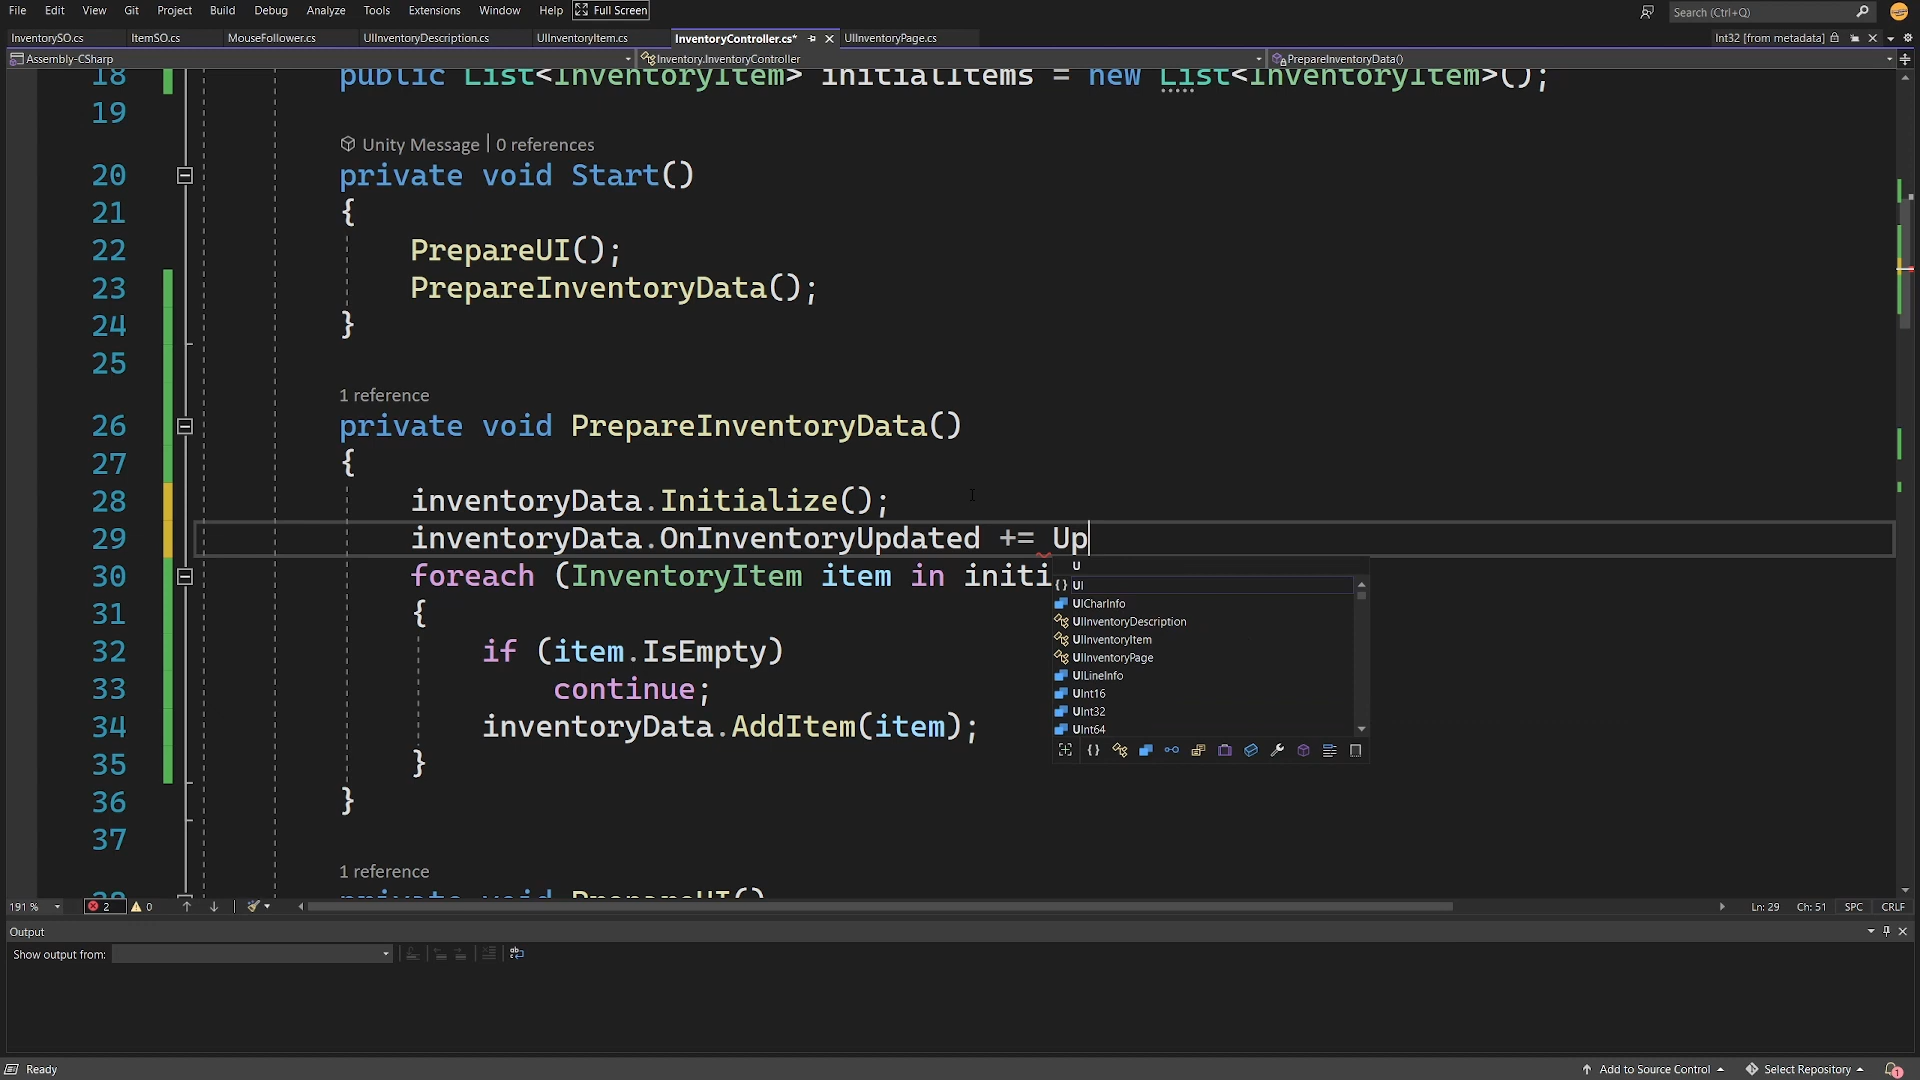 File Edit View Git Project Build Debug Analyze Tools Extensions Window Help Full Screen Search (Ctrl+Q)
InventorySO.cs ItemSO.cs MouseFollower.cs UIInventoryDescription.cs UIInventoryItem.cs InventoryController.cs* UIInventoryPage.cs Int32 [from metadata]
Assembly-CSharp Inventory.InventoryController PrepareInventoryData()
18 public List<InventoryItem> initialItems = new List<InventoryItem>();
19
Unity Message | 0 references
20 private void Start()
21 {
22 PrepareUI();
23 PrepareInventoryData();
24 }
25
1 reference
26 private void PrepareInventoryData()
27 {
28 inventoryData.Initialize();
29 inventoryData.OnInventoryUpdated += Up
U
30 foreach (InventoryItem item in initi
{} UI
UICharInfo
31 {
UIInventoryDescription
UIInventoryItem
32 if (item.IsEmpty)
UIInventoryPage
UILineInfo
33 continue;
UInt16
UInt32
34 inventoryData.AddItem(item);
UInt64
35 }
36 }
37
1 reference
38 private void PrepareUI()
191 % 2 0 Ln: 29 Ch: 51 SPC CRLF
Output
Show output from:
Ready Add to Source Control Select Repository 1